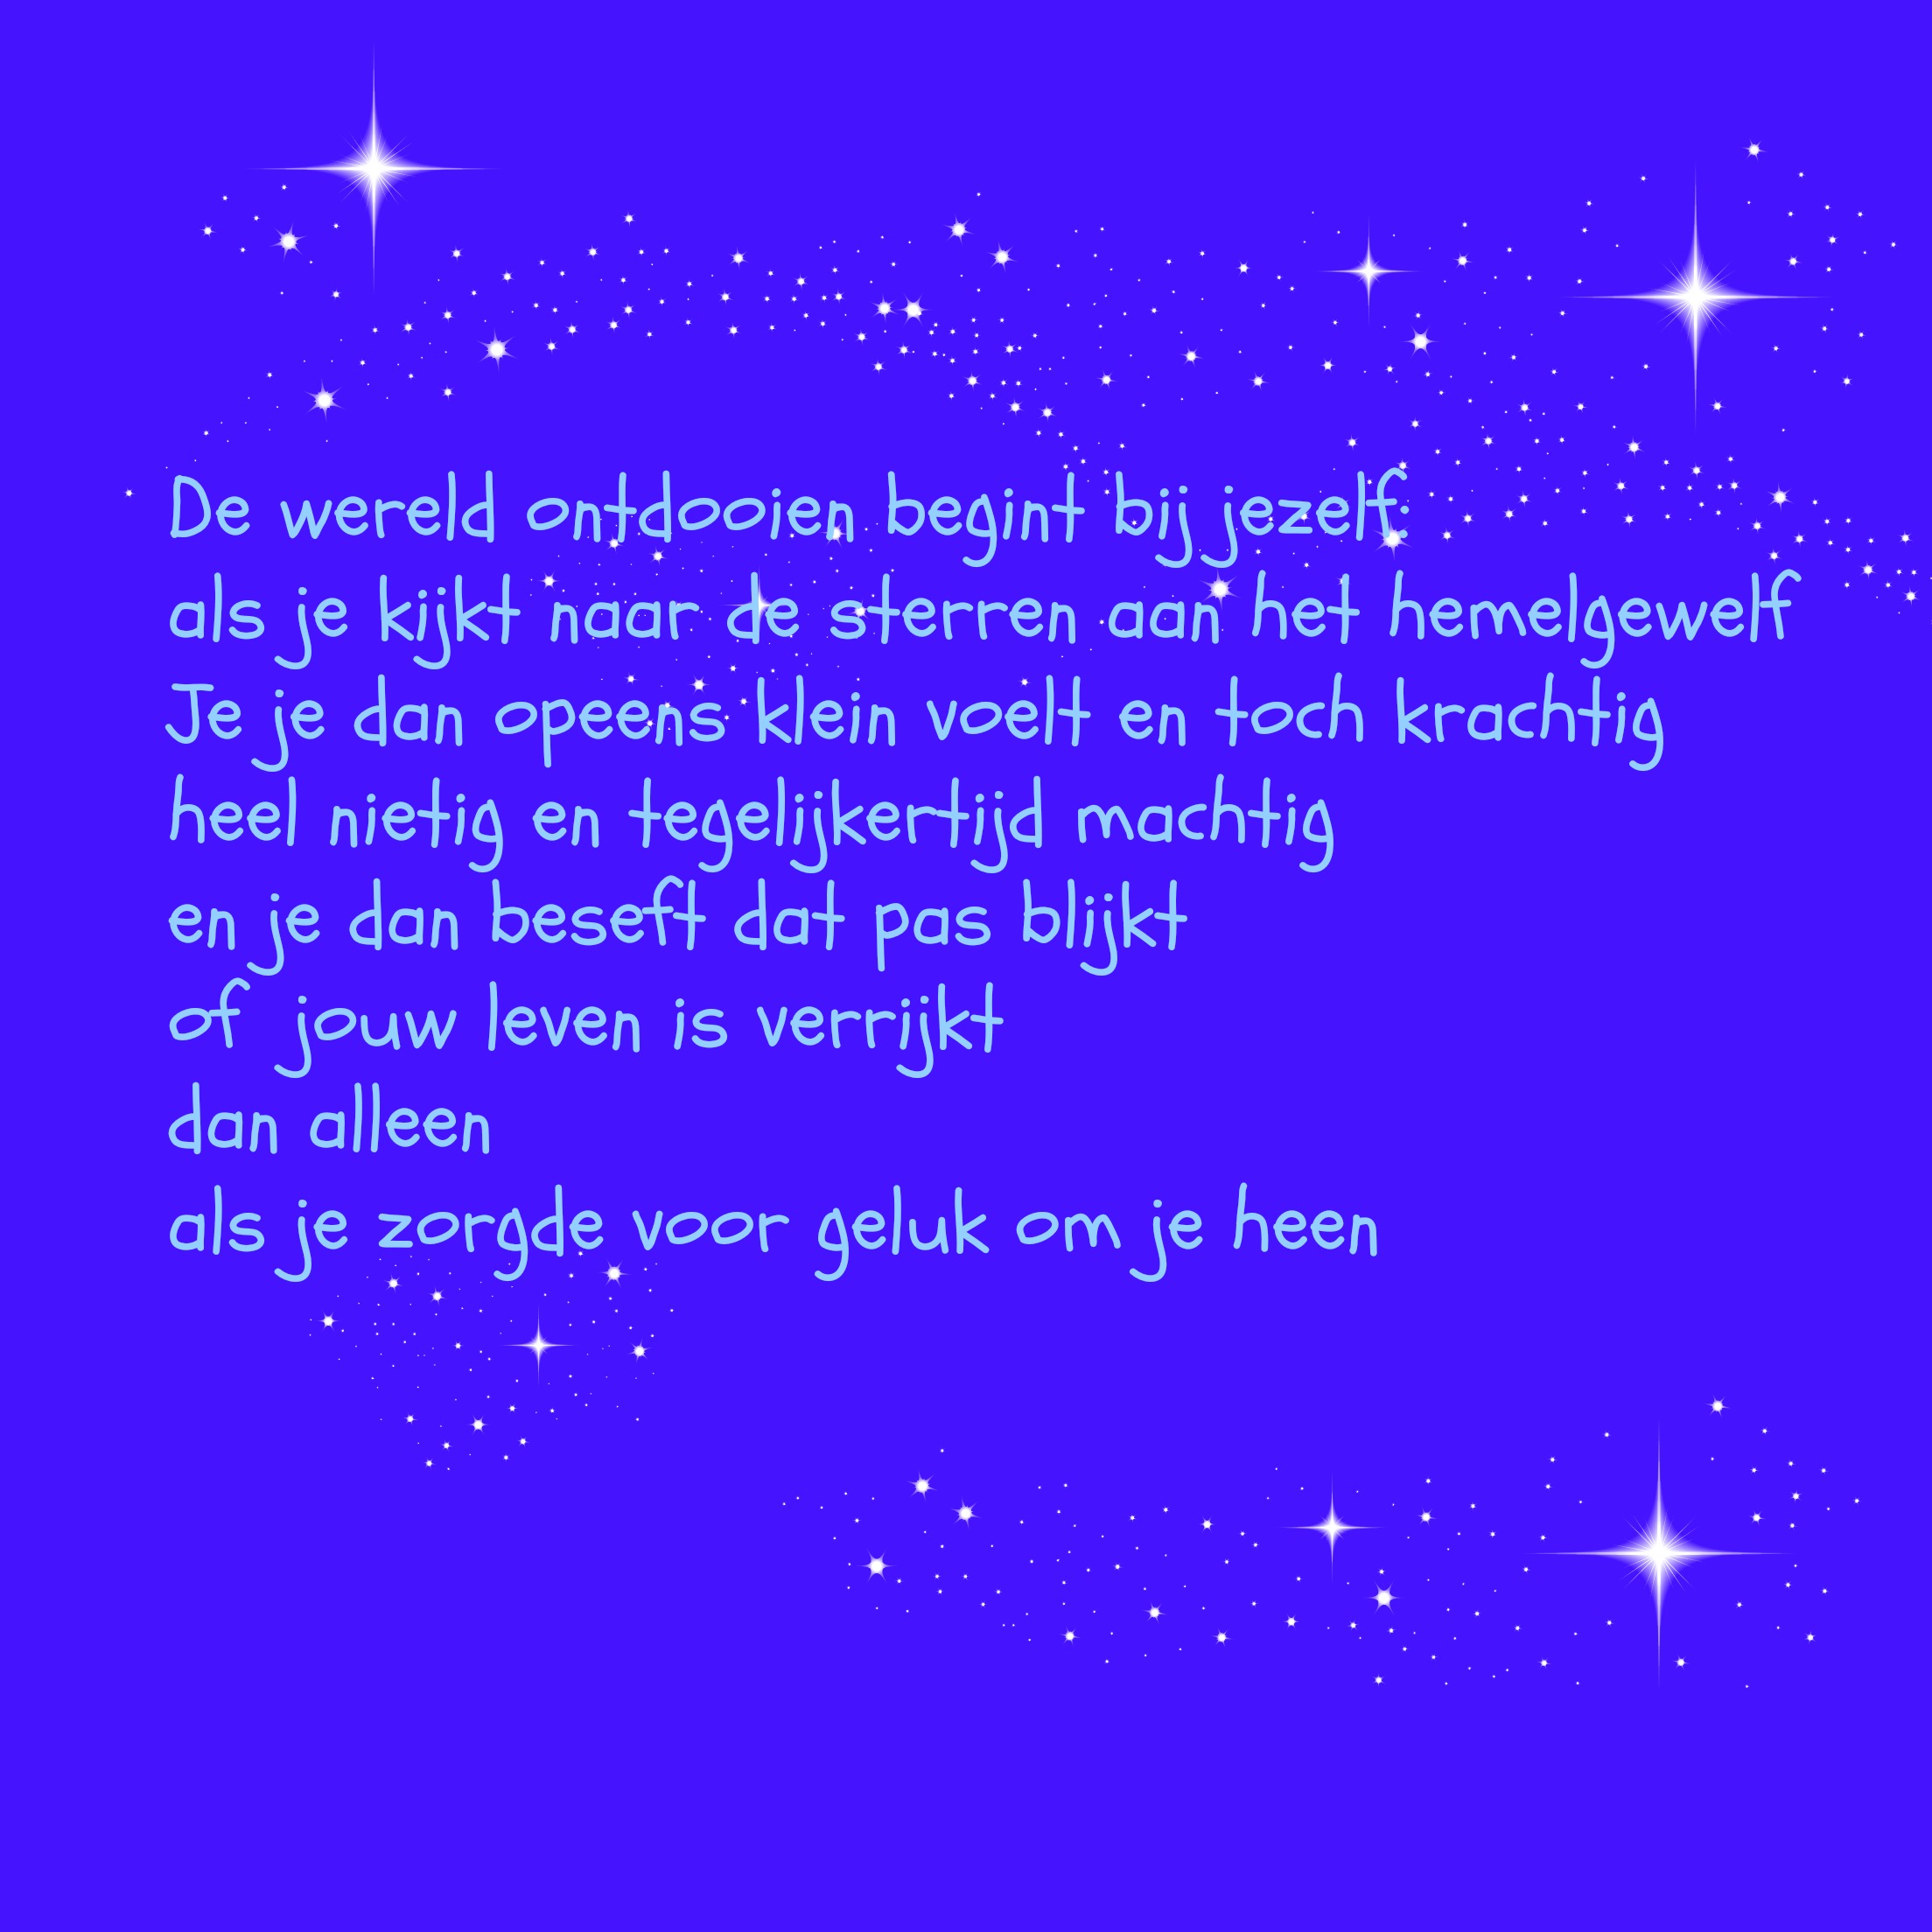 De wereld ontdooien begint bij jezelf:
als je kijkt naar de sterren aan het hemelgewelf
Je je dan opeens klein voelt en toch krachtig
heel nietig en tegelijkertijd machtig
en je dan beseft dat pas blijkt
of jouw leven is verrijkt
dan alleen
als je zorgde voor geluk om je heen